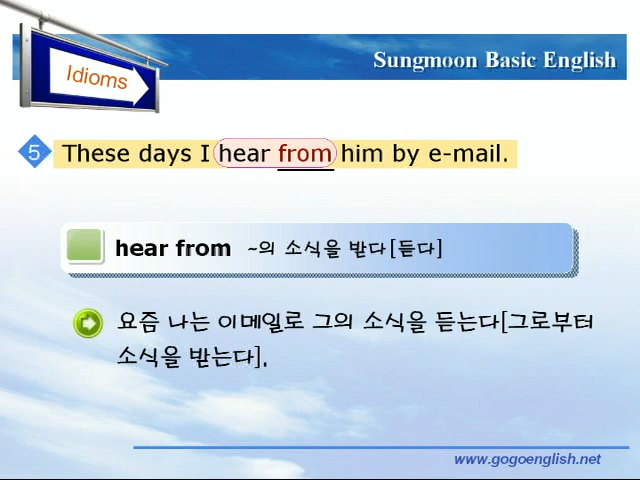 Sungmoon Basic English
Idioms
5 These days I hear from him by e-mail.
hear from ~의 소식을 받다[듣다]
요즘 나는 이메일로 그의 소식을 듣는다[그로부터
소식을 받는다].
www.gogoenglish.net